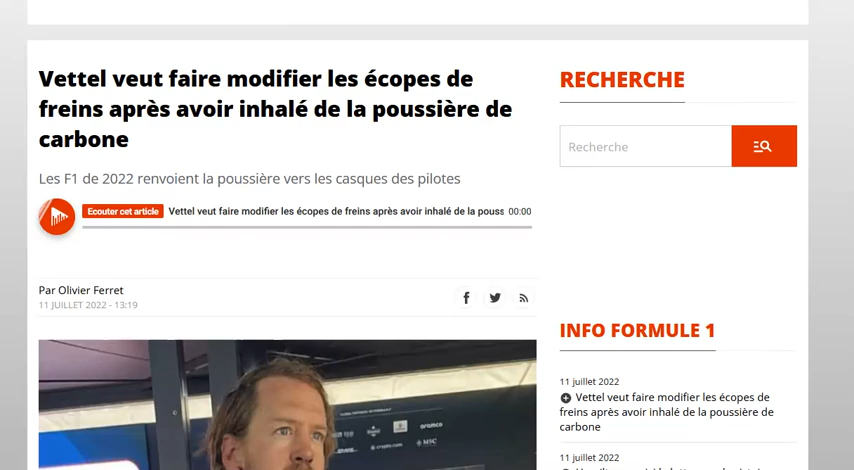 Vettel veut faire modifier les écopes de
freins après avoir inhalé de la poussière de
carbone
Les F1 de 2022 renvoient la poussière vers les casques des pilotes
Ecouter cet article Vettel veut faire modifier les écopes de freins après avoir inhalé de la pouss 00:00
Par Olivier Ferret
11 JUILLET 2022 - 13:19
aramco
crypto.com
MSC
RECHERCHE
Recherche
INFO FORMULE 1
11 juillet 2022
Vettel veut faire modifier les écopes de
freins après avoir inhalé de la poussière de
carbone
11 juillet 2022